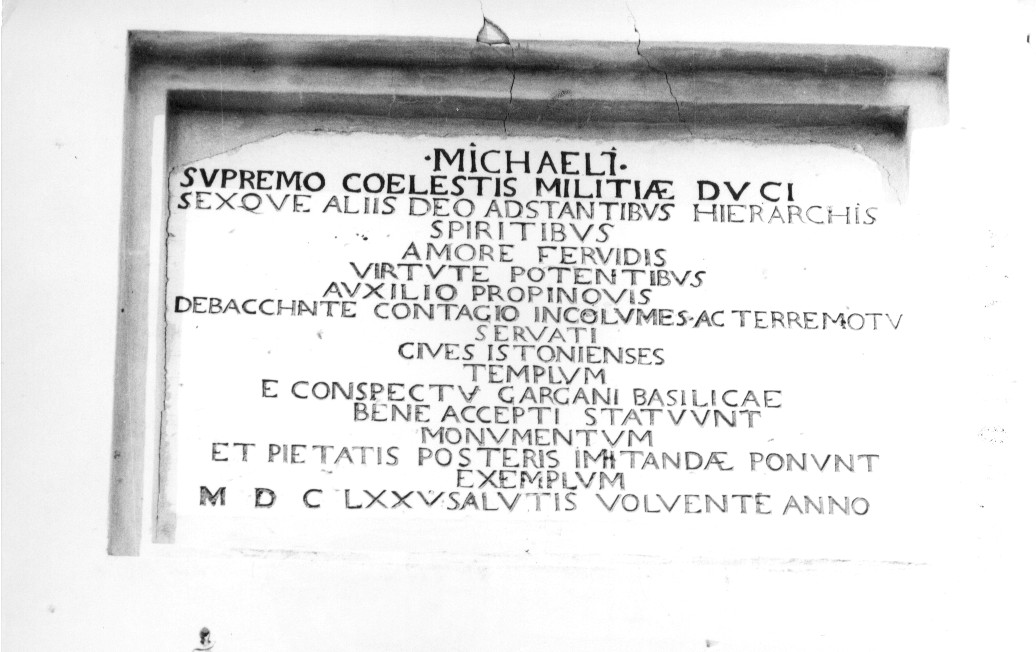 ·MICHAELI·
SVPREMO COELESTIS MILITIÆ DVCI
SEXQVE ALIIS DEO ADSTANTIBVS HIERARCHIS
SPIRITIBVS
AMORE FERVIDIS
VIRTVTE POTENTIBVS
AVXILIO PROPINQVIS
DEBACCHANTE CONTAGIO INCOLVMES·AC TERREMOTV
SERVATI
CIVES ISTONIENSES
TEMPLVM
E CONSPECTV GARGANI BASILICAE
BENE ACCEPTI STATVVNT
MONVMENTVM
ET PIETATIS POSTERIS IMITANDÆ PONVNT
EXEMPLVM
M D C LXXV SALVTIS VOLVENTE ANNO